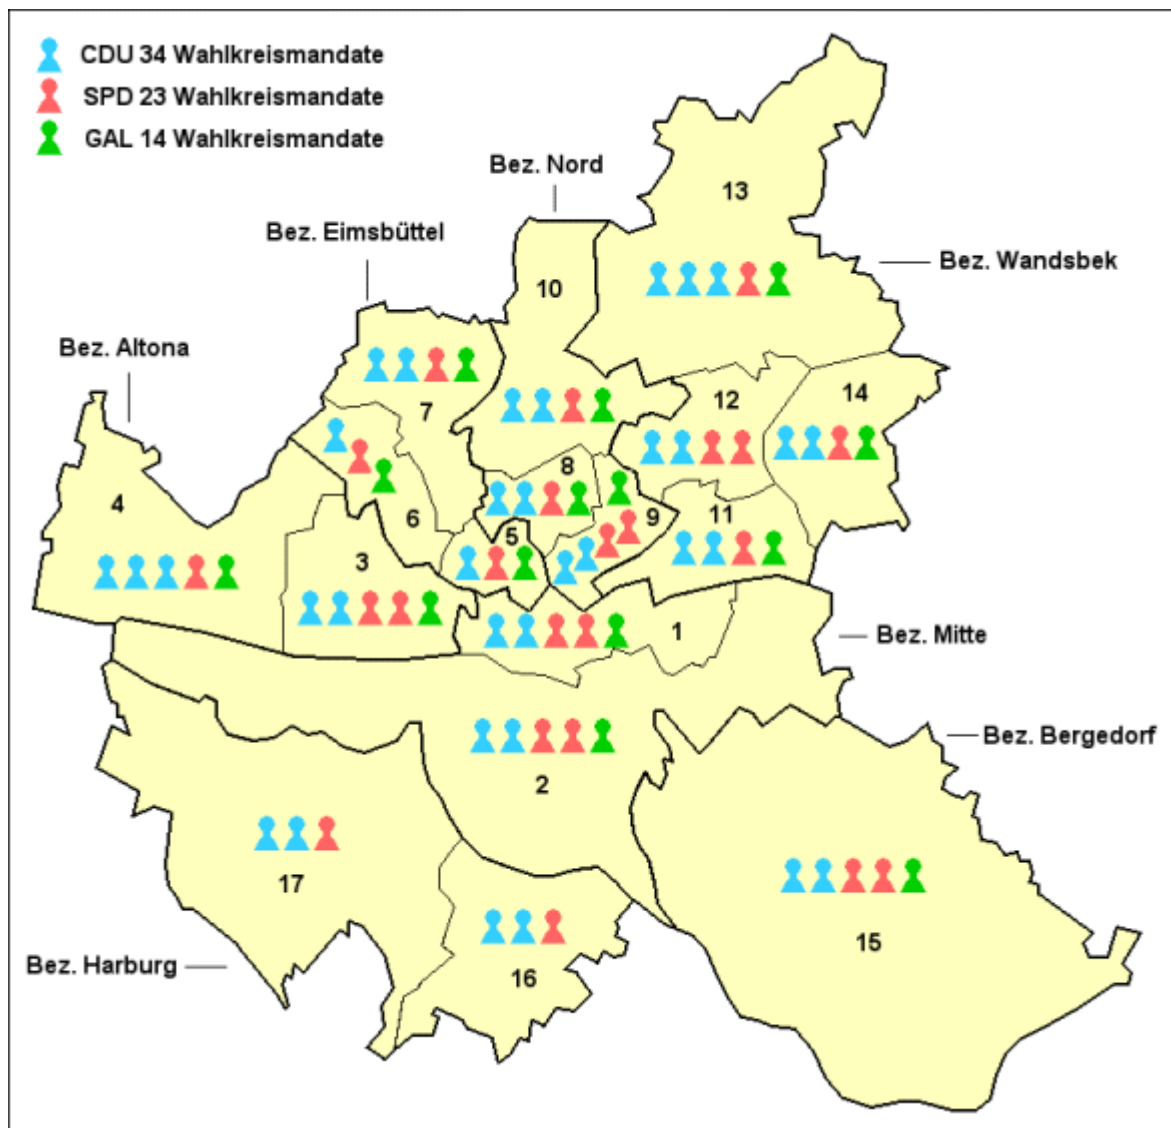 CDU 34 Wahlkreismandate
SPD 23 Wahlkreismandate
GAL 14 Wahlkreismandate
Bez. Nord
13
Bez. Eimsbüttel
Bez. Wandsbek
10
Bez. Altona
7
12
14
8
4
6
5
9
11
3
1
Bez. Mitte
Bez. Bergedorf
2
17
15
Bez. Harburg
16